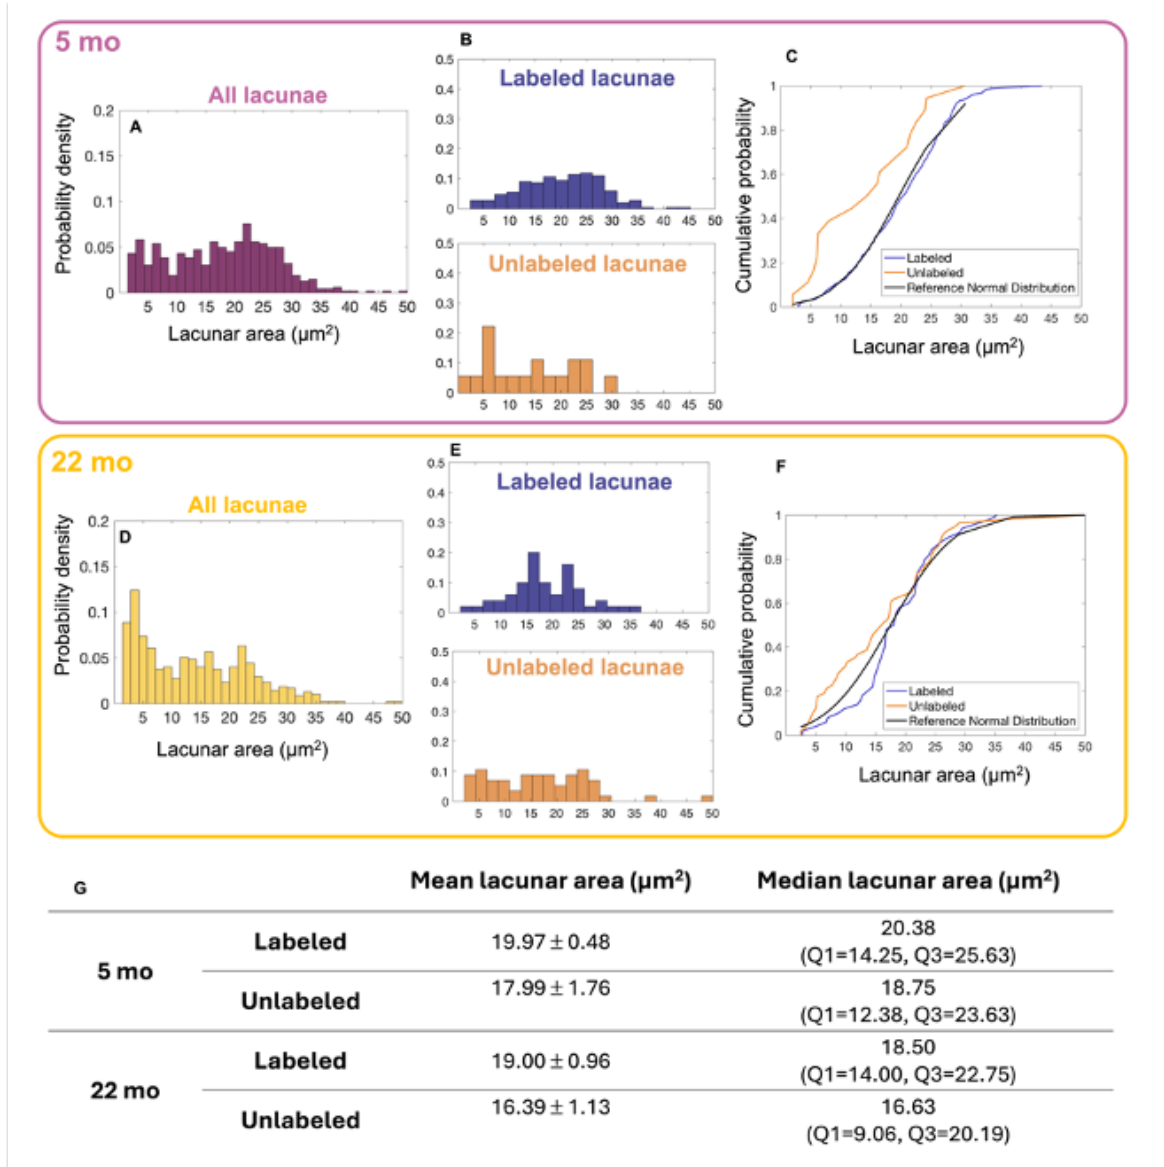 5 mo
All lacunae
A
Probability density
0.2
0.15
0.1
0.05
0
5 10 15 20 25 30 35 40 45 50
Lacunar area (µm²)
B
Labeled lacunae
0.5
0.4
0.3
0.2
0.1
0
5 10 15 20 25 30 35 40 45 50
Unlabeled lacunae
0.5
0.4
0.3
0.2
0.1
0
5 10 15 20 25 30 35 40 45 50
C
Cumulative probability
1
0.8
0.6
0.4
0.2
0
Labeled
Unlabeled
Reference Normal Distribution
5 10 15 20 25 30 35 40 45 50
Lacunar area (µm²)
22 mo
All lacunae
D
Probability density
0.2
0.15
0.1
0.05
0
5 10 15 20 25 30 35 40 50
Lacunar area (µm²)
E
Labeled lacunae
0.5
0.4
0.3
0.2
0.1
0
5 10 15 20 25 30 35 40 45 50
Unlabeled lacunae
0.5
0.4
0.3
0.2
0.1
0
5 10 15 20 25 30 35 40 45 50
F
Cumulative probability
1
0.8
0.6
0.4
0.2
0
Labeled
Unlabeled
Reference Normal Distribution
5 10 15 20 25 30 35 40 45 50
Lacunar area (µm²)
G
Mean lacunar area (µm²) Median lacunar area (µm²)
5 mo
Labeled 19.97 ± 0.48 20.38
(Q1=14.25, Q3=25.63)
Unlabeled 17.99 ± 1.76 18.75
(Q1=12.38, Q3=23.63)
22 mo
Labeled 19.00 ± 0.96 18.50
(Q1=14.00, Q3=22.75)
Unlabeled 16.39 ± 1.13 16.63
(Q1=9.06, Q3=20.19)